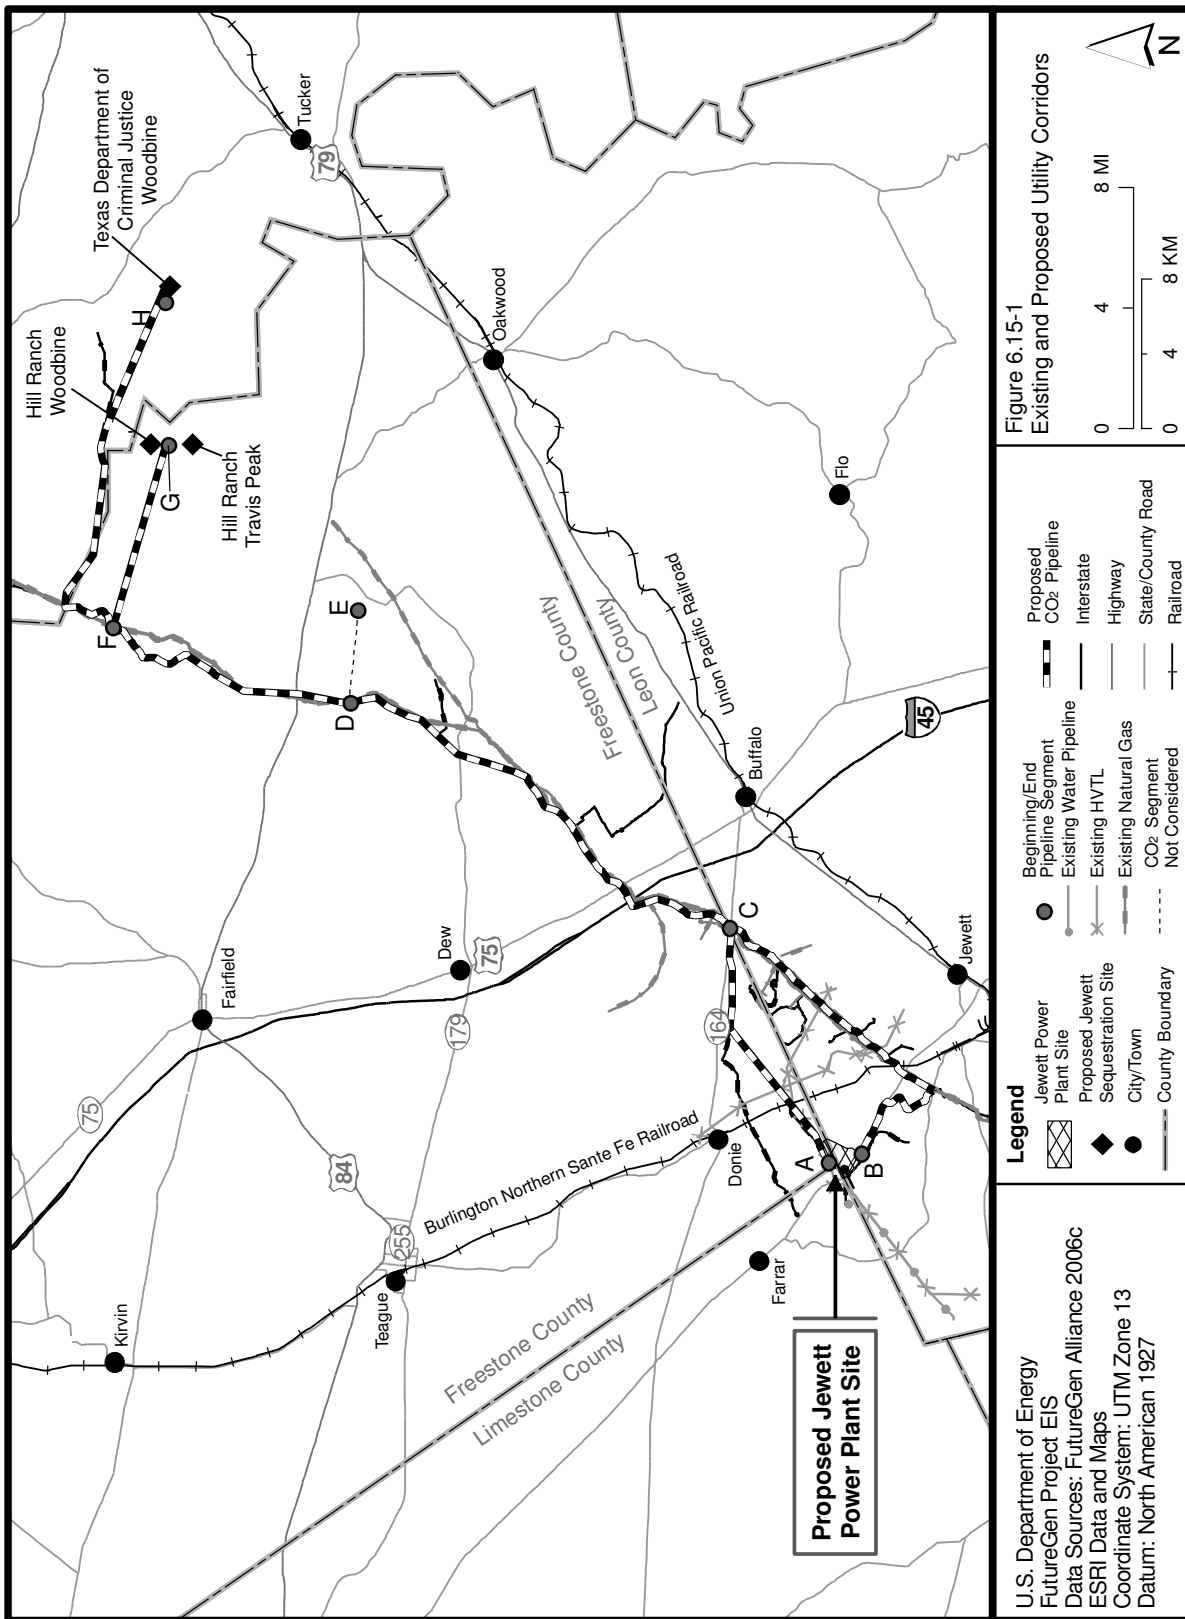 Texas Department of
Criminal Justice
Woodbine
Hill Ranch
Woodbine
Hill Ranch
Travis Peak
Tucker
79
H
G
F
E
D
Oakwood
Flo
Freestone County
Leon County
Union Pacific Railroad
Buffalo
45
Fairfield
Dew
75
179
164
C
Jewett
75
84
255
Burlington Northern Sante Fe Railroad
Donie
A
B
Kirvin
Teague
Farrar
Freestone County
Limestone County
Proposed Jewett
Power Plant Site
U.S. Department of Energy
FutureGen Project EIS
Data Sources: FutureGen Alliance 2006c
ESRI Data and Maps
Coordinate System: UTM Zone 13
Datum: North American 1927
Legend
Jewett Power
Plant Site
Proposed Jewett
Sequestration Site
City/Town
County Boundary
Beginning/End
Pipeline Segment
Existing Water Pipeline
Existing HVTL
Existing Natural Gas
CO2 Segment
Not Considered
Proposed
CO2 Pipeline
Interstate
Highway
State/County Road
Railroad
Figure 6.15-1
Existing and Proposed Utility Corridors
0 4 8 MI
0 4 8 KM
N